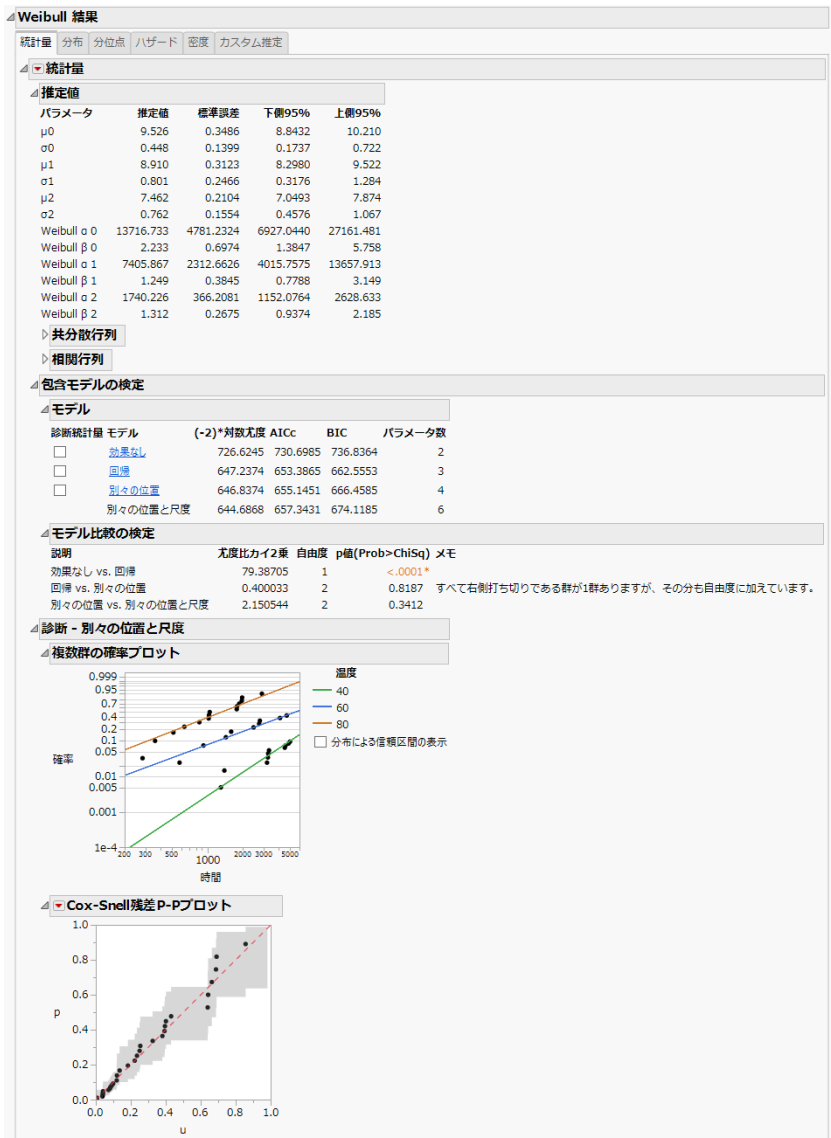 Weibull 結果
統計量 分布 分位点 ハザード 密度 カスタム推定
統計量
推定値
パラメータ 推定値 標準誤差 下側95% 上側95%
μ0 9.526 0.3486 8.8432 10.210
σ0 0.448 0.1399 0.1737 0.722
μ1 8.910 0.3123 8.2980 9.522
σ1 0.801 0.2466 0.3176 1.284
μ2 7.462 0.2104 7.0493 7.874
σ2 0.762 0.1554 0.4576 1.067
Weibull α 0 13716.733 4781.2324 6927.0440 27161.481
Weibull β 0 2.233 0.6974 1.3847 5.758
Weibull α 1 7405.867 2312.6626 4015.7575 13657.913
Weibull β 1 1.249 0.3845 0.7788 3.149
Weibull α 2 1740.226 366.2081 1152.0764 2628.633
Weibull β 2 1.312 0.2675 0.9374 2.185
共分散行列
相関行列
包含モデルの検定
モデル
診断統計量 モデル (-2)*対数尤度 AICc BIC パラメータ数
効果なし 726.6245 730.6985 736.8364 2
回帰 647.2374 653.3865 662.5553 3
別々の位置 646.8374 655.1451 666.4585 4
別々の位置と尺度 644.6868 657.3431 674.1185 6
モデル比較の検定
説明 尤度比カイ2乗 自由度 p値(Prob>ChiSq) メモ
効果なし vs. 回帰 79.38705 1 <.0001*
回帰 vs. 別々の位置 0.400033 2 0.8187 すべて右側打ち切りである群が1群ありますが、その分も自由度に加えています。
別々の位置 vs. 別々の位置と尺度 2.150544 2 0.3412
診断 - 別々の位置と尺度
複数群の確率プロット
0.999
0.95
0.7
0.4
0.2
0.1
0.05
0.01
0.005
0.001
1e-4
確率
200 300 500 1000 2000 3000 5000
時間
温度
40
60
80
分布による信頼区間の表示
Cox-Snell残差P-Pプロット
1.0
0.8
0.6
0.4
0.2
0.0
p
0.0 0.2 0.4 0.6 0.8 1.0
u